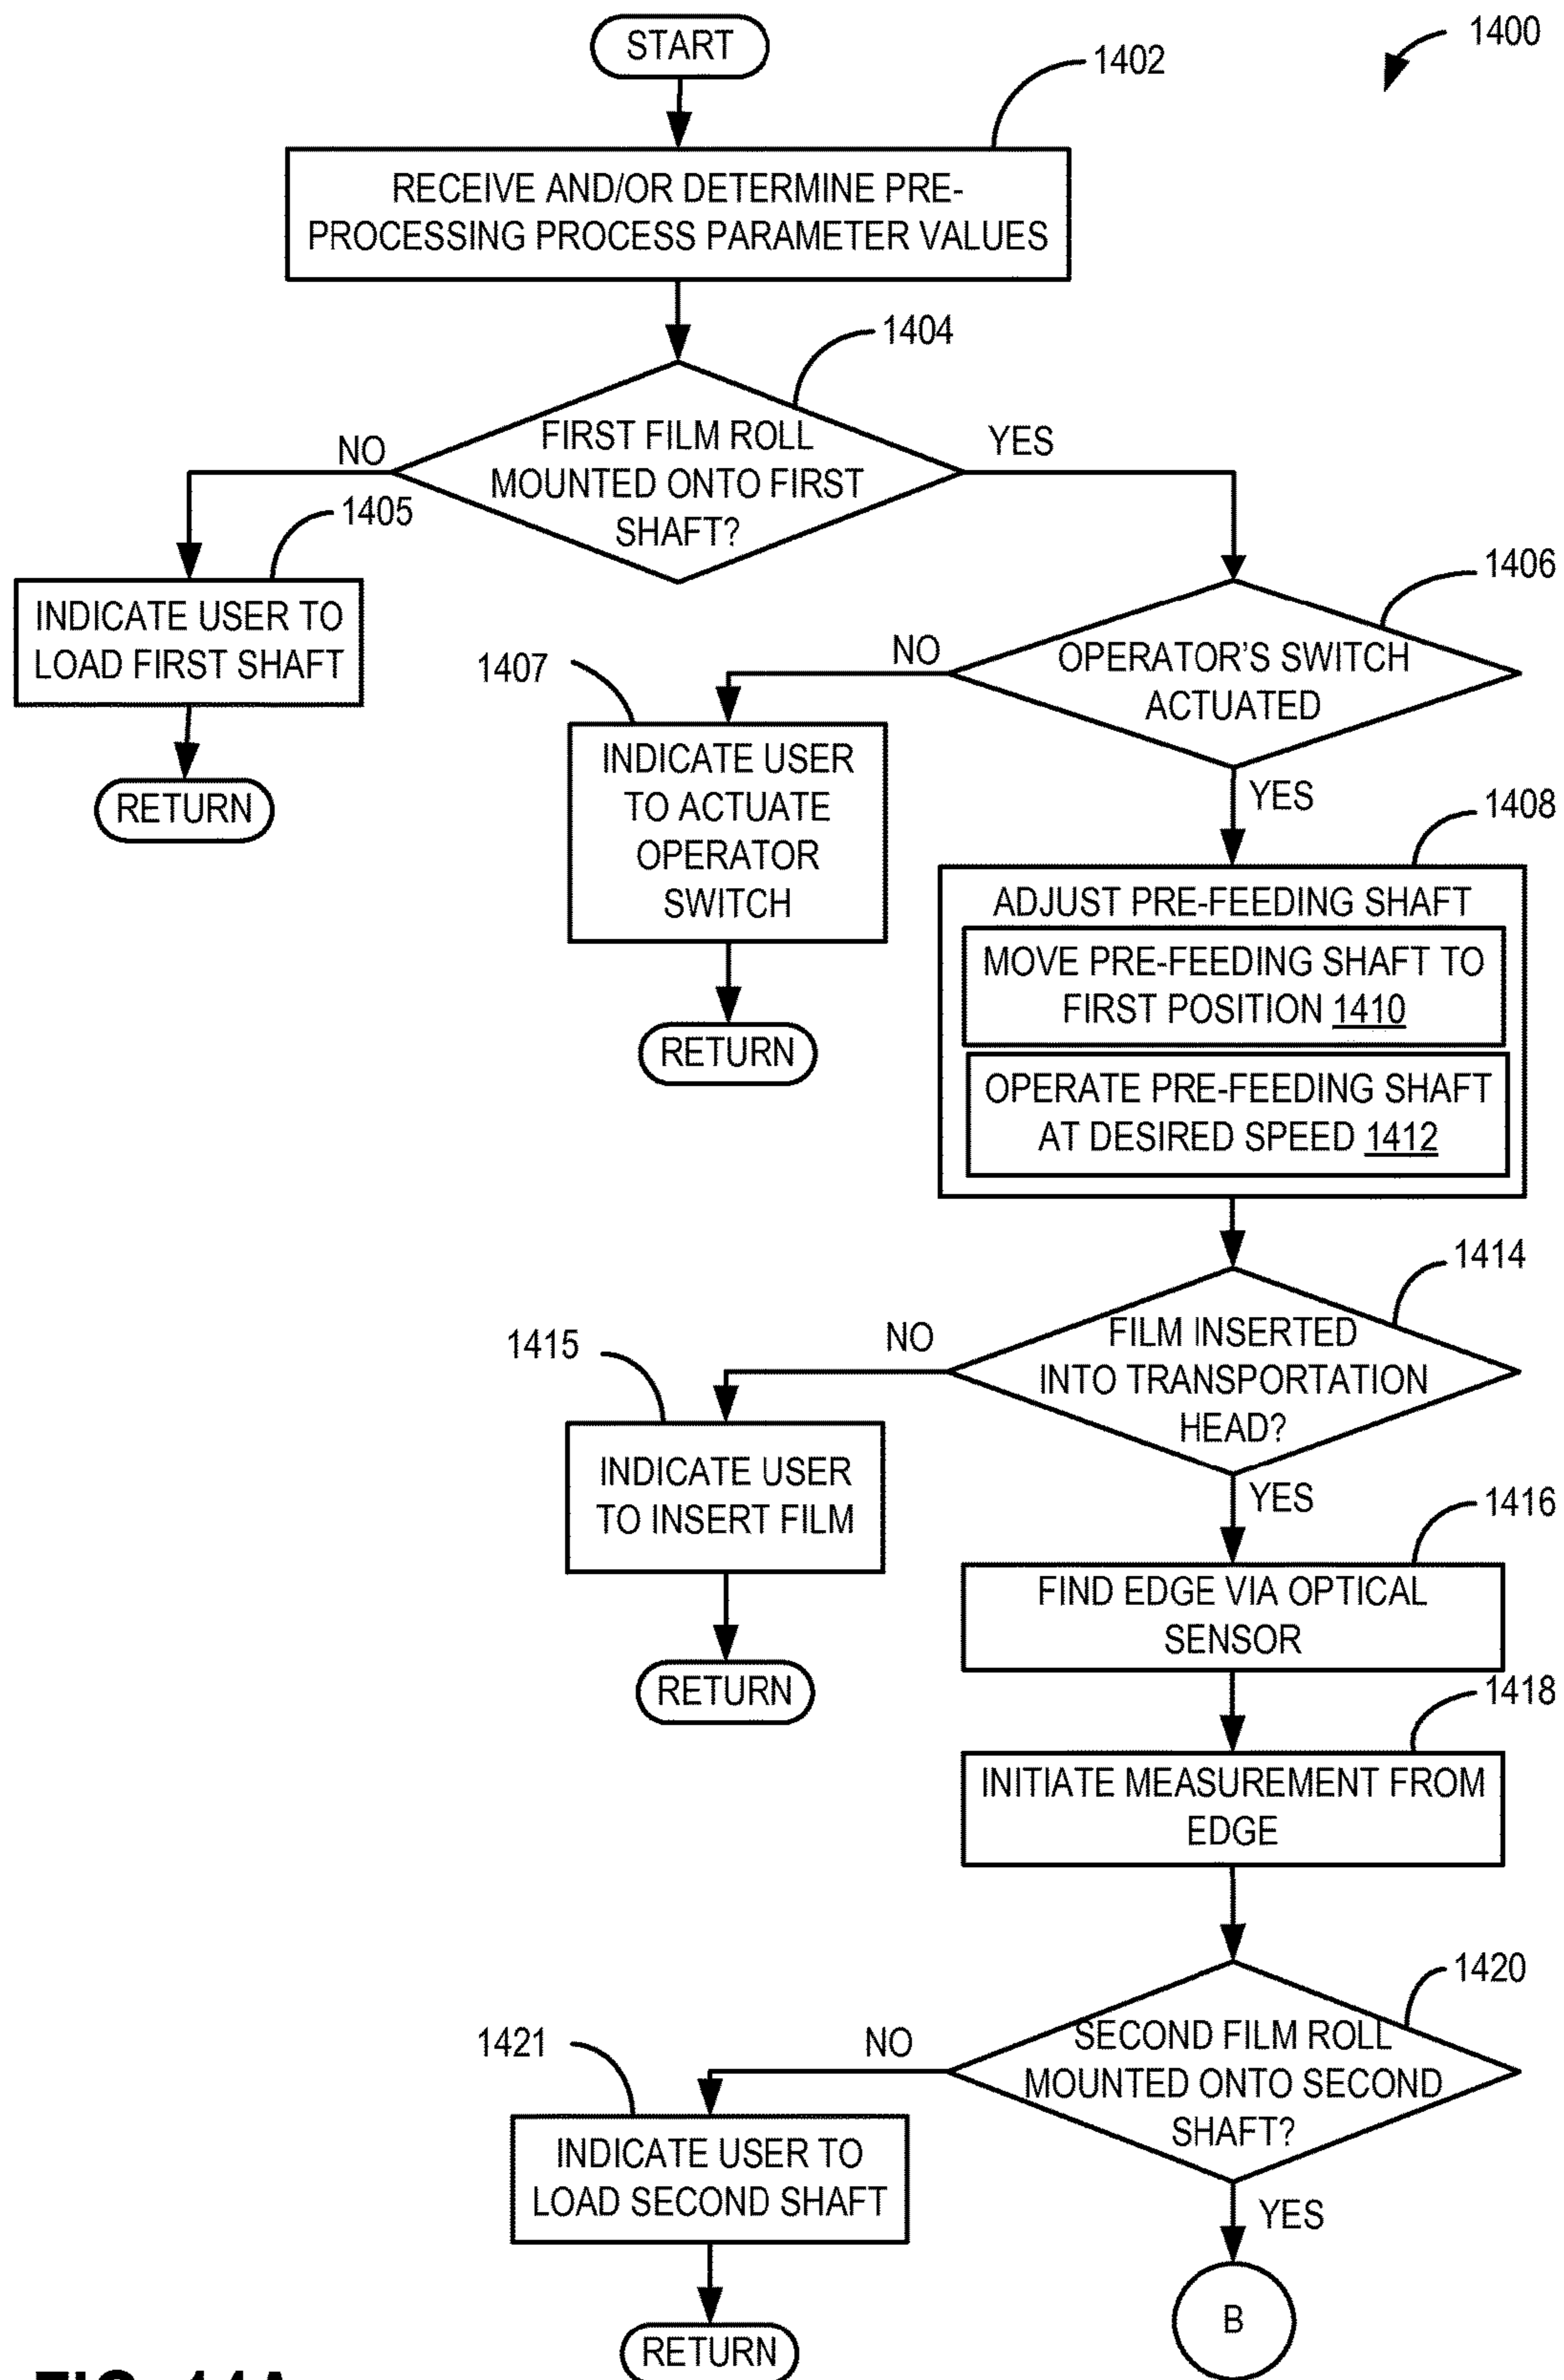 START
1400
1402
RECEIVE AND/OR DETERMINE PRE-
PROCESSING PROCESS PARAMETER VALUES
1404
FIRST FILM ROLL
MOUNTED ONTO FIRST
SHAFT?
NO
YES
1405
INDICATE USER TO
LOAD FIRST SHAFT
RETURN
1406
OPERATOR'S SWITCH
ACTUATED
NO
1407
INDICATE USER
TO ACTUATE
OPERATOR
SWITCH
RETURN
YES
1408
ADJUST PRE-FEEDING SHAFT
MOVE PRE-FEEDING SHAFT TO
FIRST POSITION 1410
OPERATE PRE-FEEDING SHAFT
AT DESIRED SPEED 1412
1414
FILM INSERTED
INTO TRANSPORTATION
HEAD?
NO
1415
INDICATE USER
TO INSERT FILM
RETURN
YES
1416
FIND EDGE VIA OPTICAL
SENSOR
1418
INITIATE MEASUREMENT FROM
EDGE
1420
SECOND FILM ROLL
MOUNTED ONTO SECOND
SHAFT?
NO
1421
INDICATE USER TO
LOAD SECOND SHAFT
RETURN
YES
B
FIG. 14A